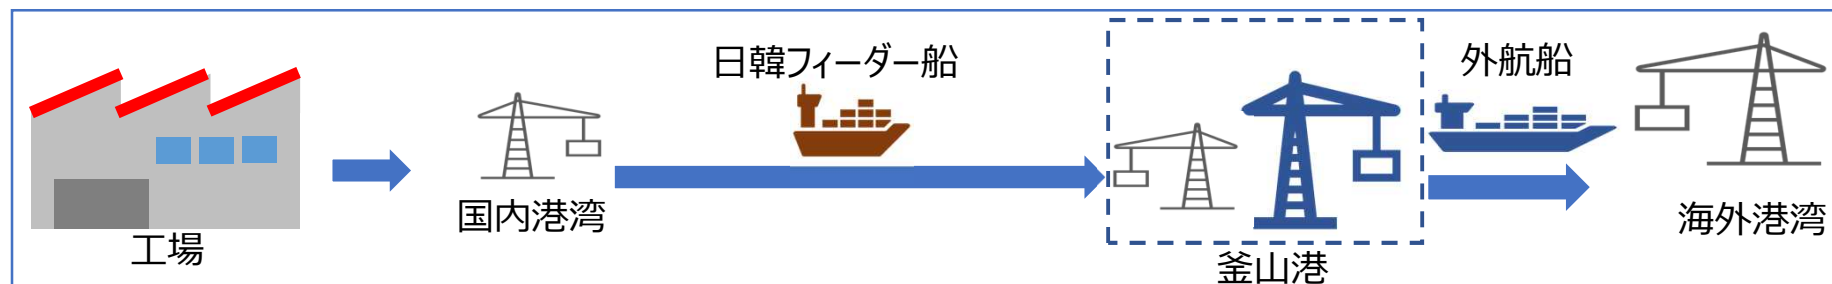 工場
国内港湾
日韓フィーダー船
釜山港
外航船
海外港湾